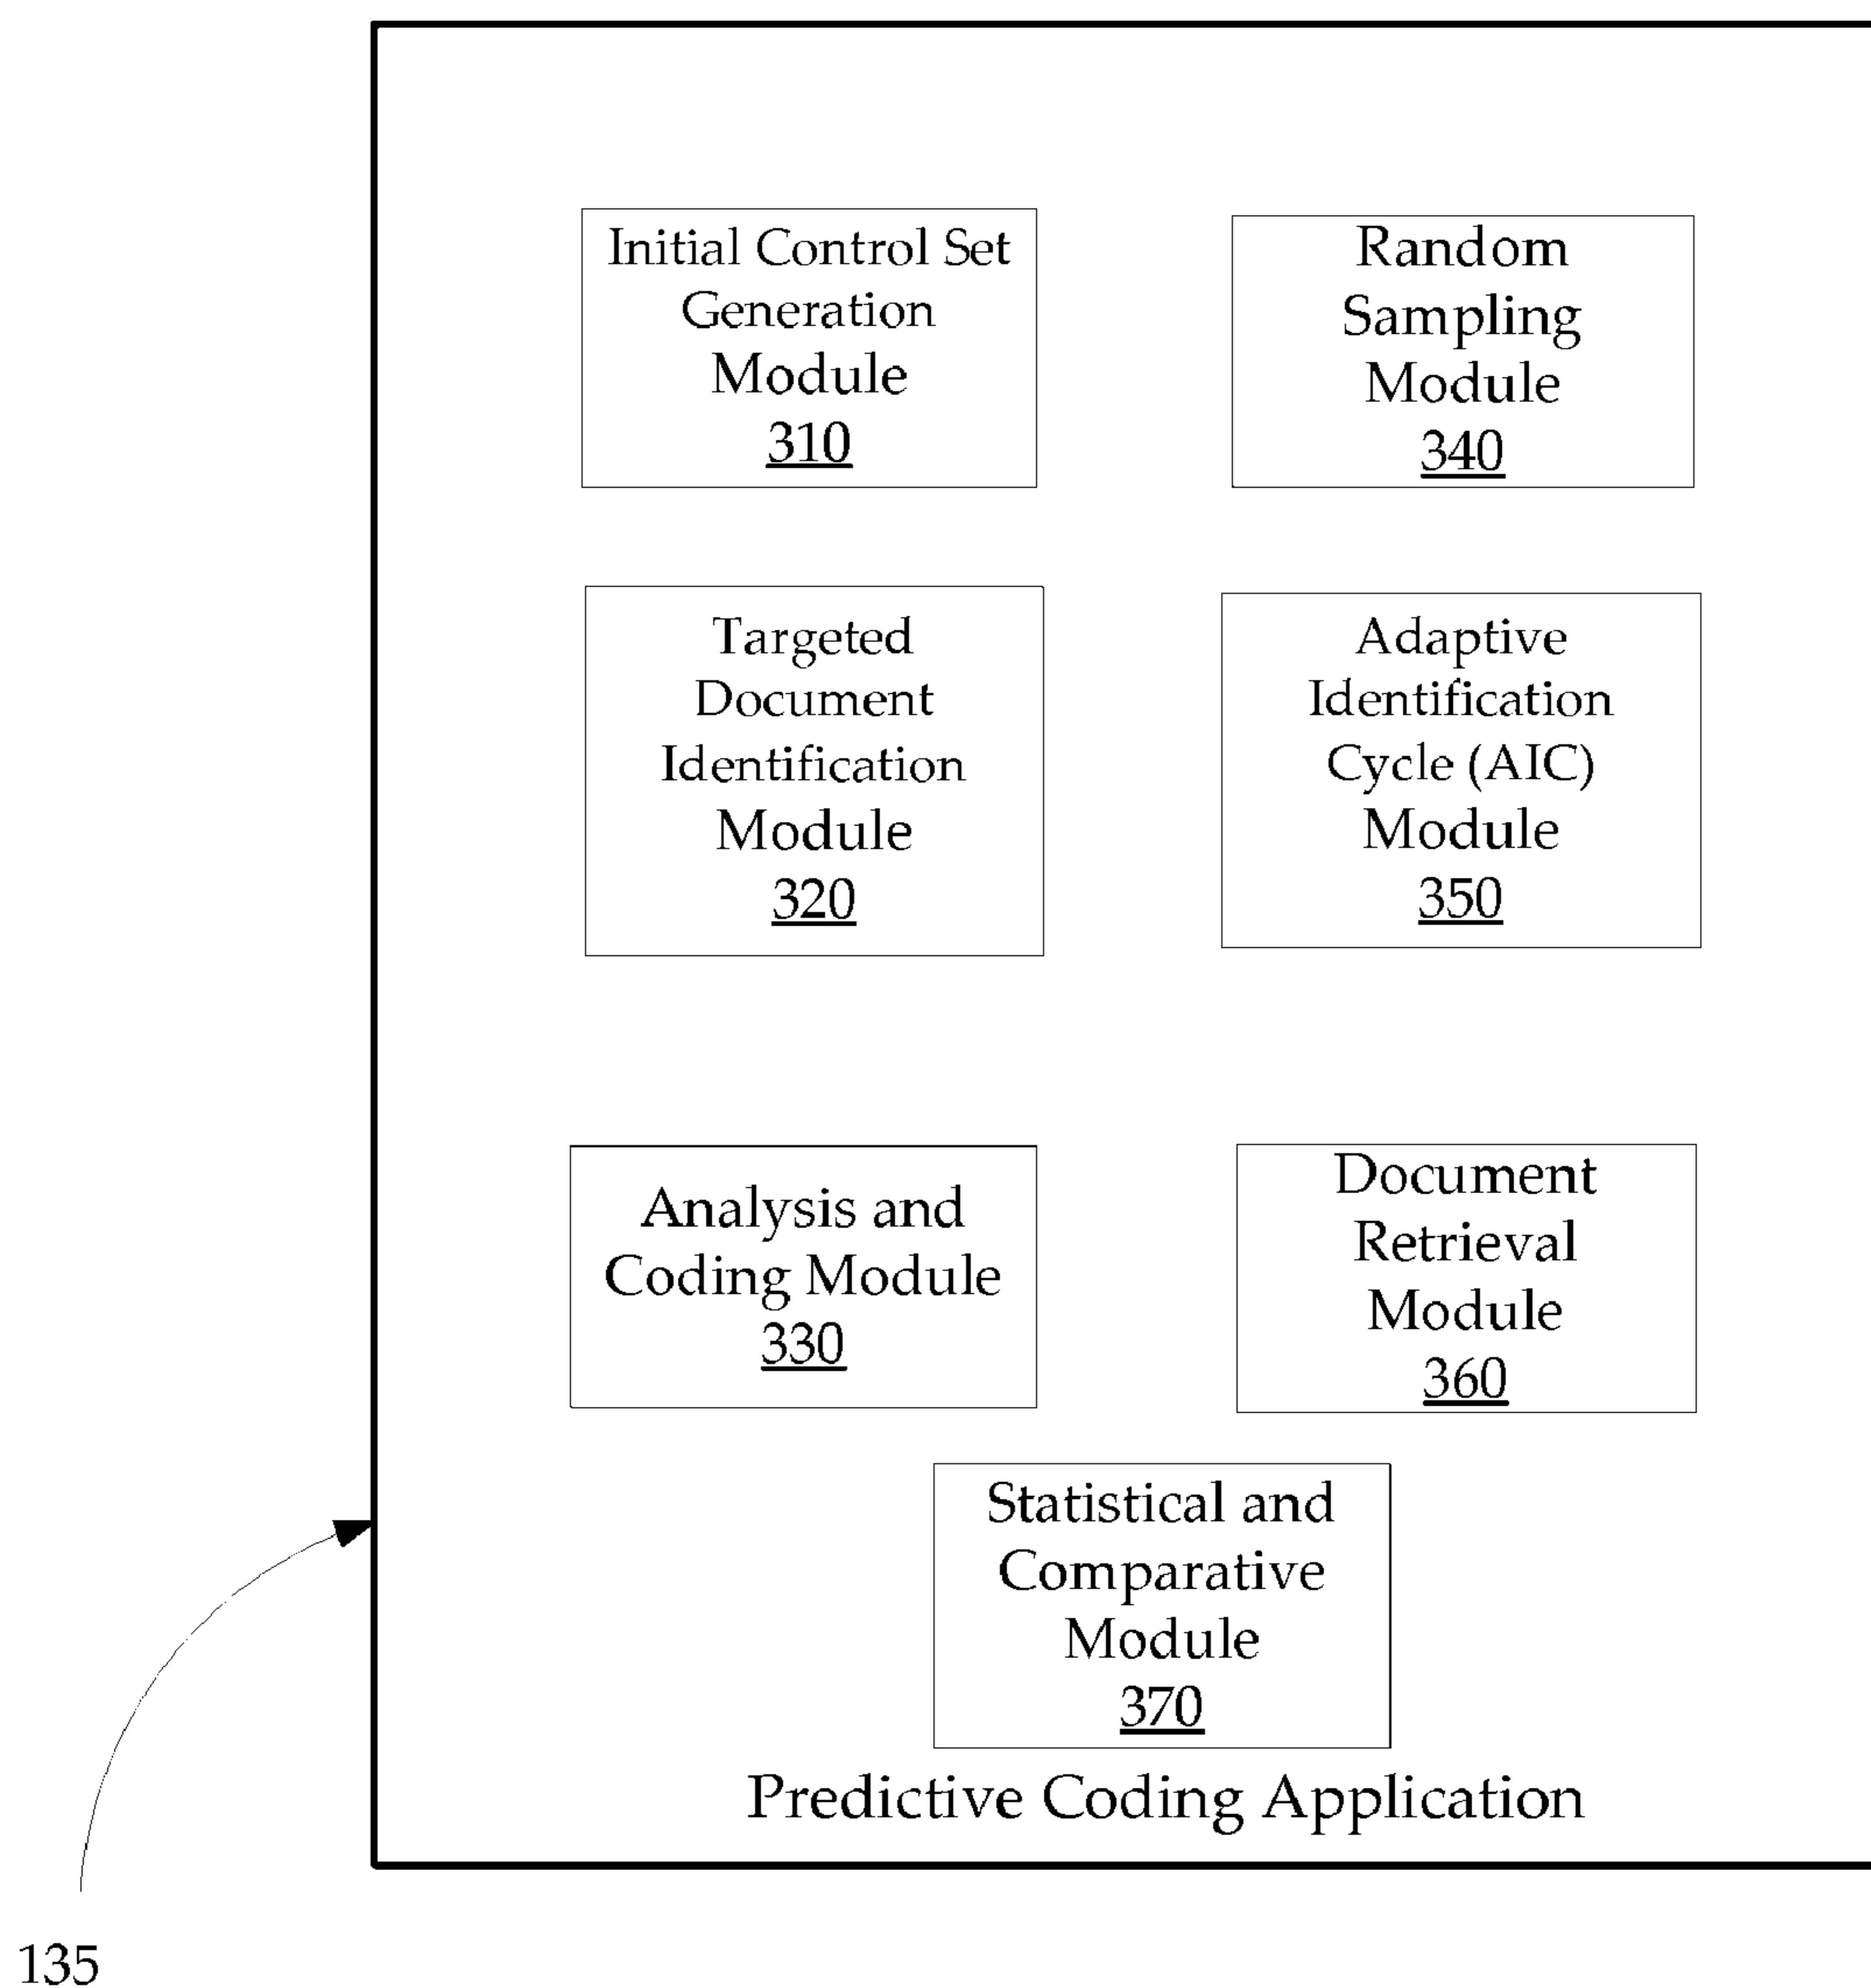 Initial Control Set
Generation
Module
310
Random
Sampling
Module
340
Targeted
Document
Identification
Module
320
Adaptive
Identification
Cycle (AIC)
Module
350
Analysis and
Coding Module
330
Document
Retrieval
Module
360
Statistical and
Comparative
Module
370
Predictive Coding Application
135